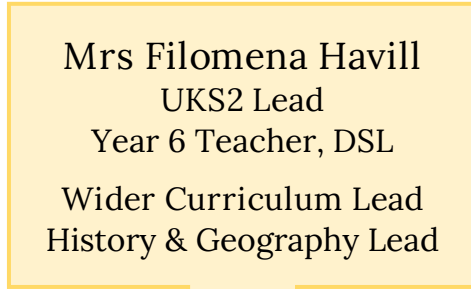 Mrs Filomena Havill
UKS2 Lead
Year 6 Teacher, DSL
Wider Curriculum Lead
History & Geography Lead